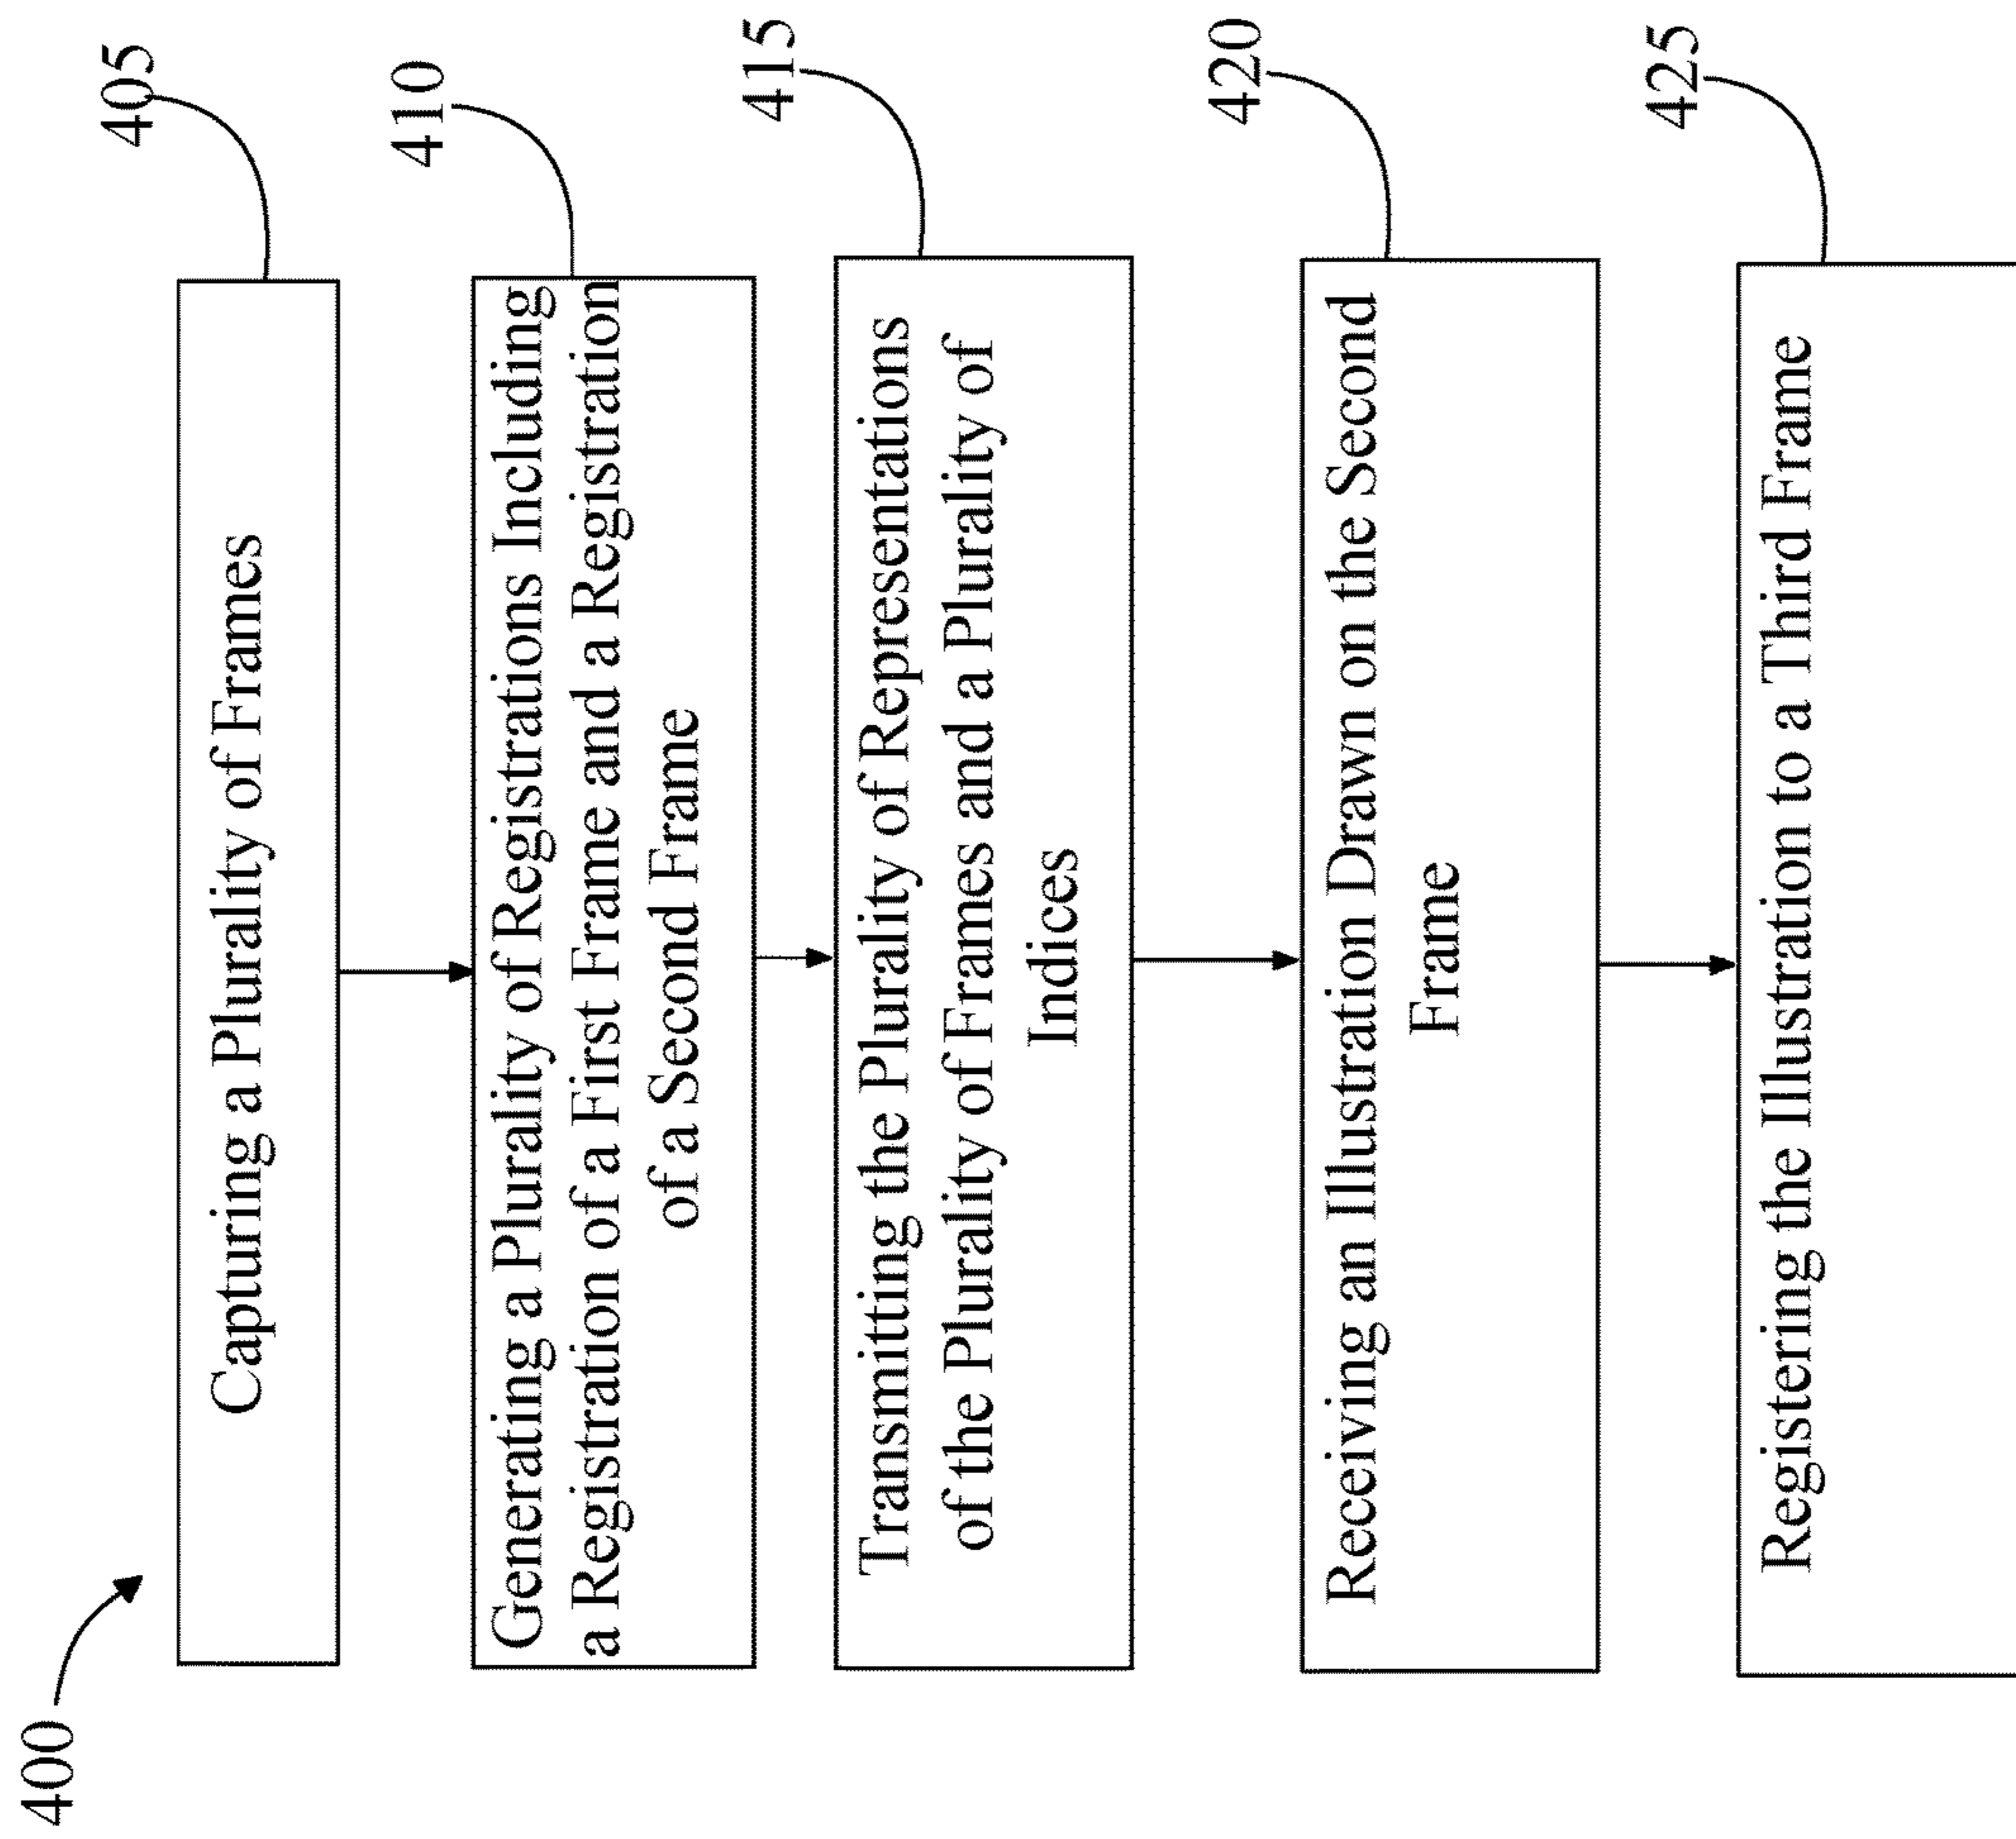 400
405
Capturing a Plurality of Frames
410
Generating a Plurality of Registrations Including
a Registration of a First Frame and a Registration
of a Second Frame
415
Transmitting the Plurality of Representations
of the Plurality of Frames and a Plurality of
Indices
420
Receiving an Illustration Drawn on the Second
Frame
425
Registering the Illustration to a Third Frame